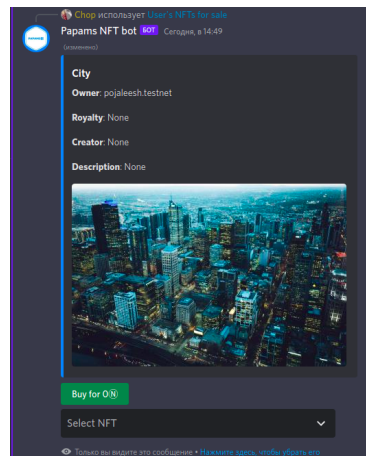 Chop использует User's NFTs for sale
Papams NFT bot БОТ Сегодня, в 14:49
(изменено)
City
Owner: pojaleesh.testnet
Royalty: None
Creator: None
Description: None
Buy for 0Ⓝ
Select NFT
Только вы видите это сообщение • Нажмите здесь, чтобы убрать его